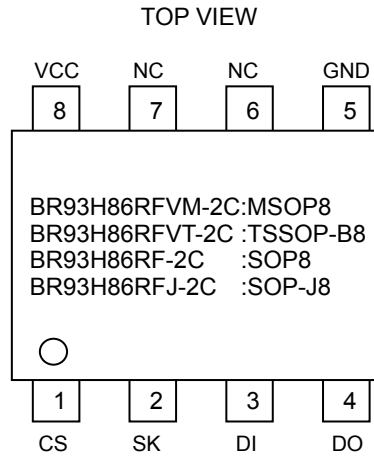 TOP VIEW
VCC NC NC GND
8 7 6 5
BR93H86RFVM-2C:MSOP8
BR93H86RFVT-2C :TSSOP-B8
BR93H86RF-2C :SOP8
BR93H86RFJ-2C :SOP-J8
1 2 3 4
CS SK DI DO